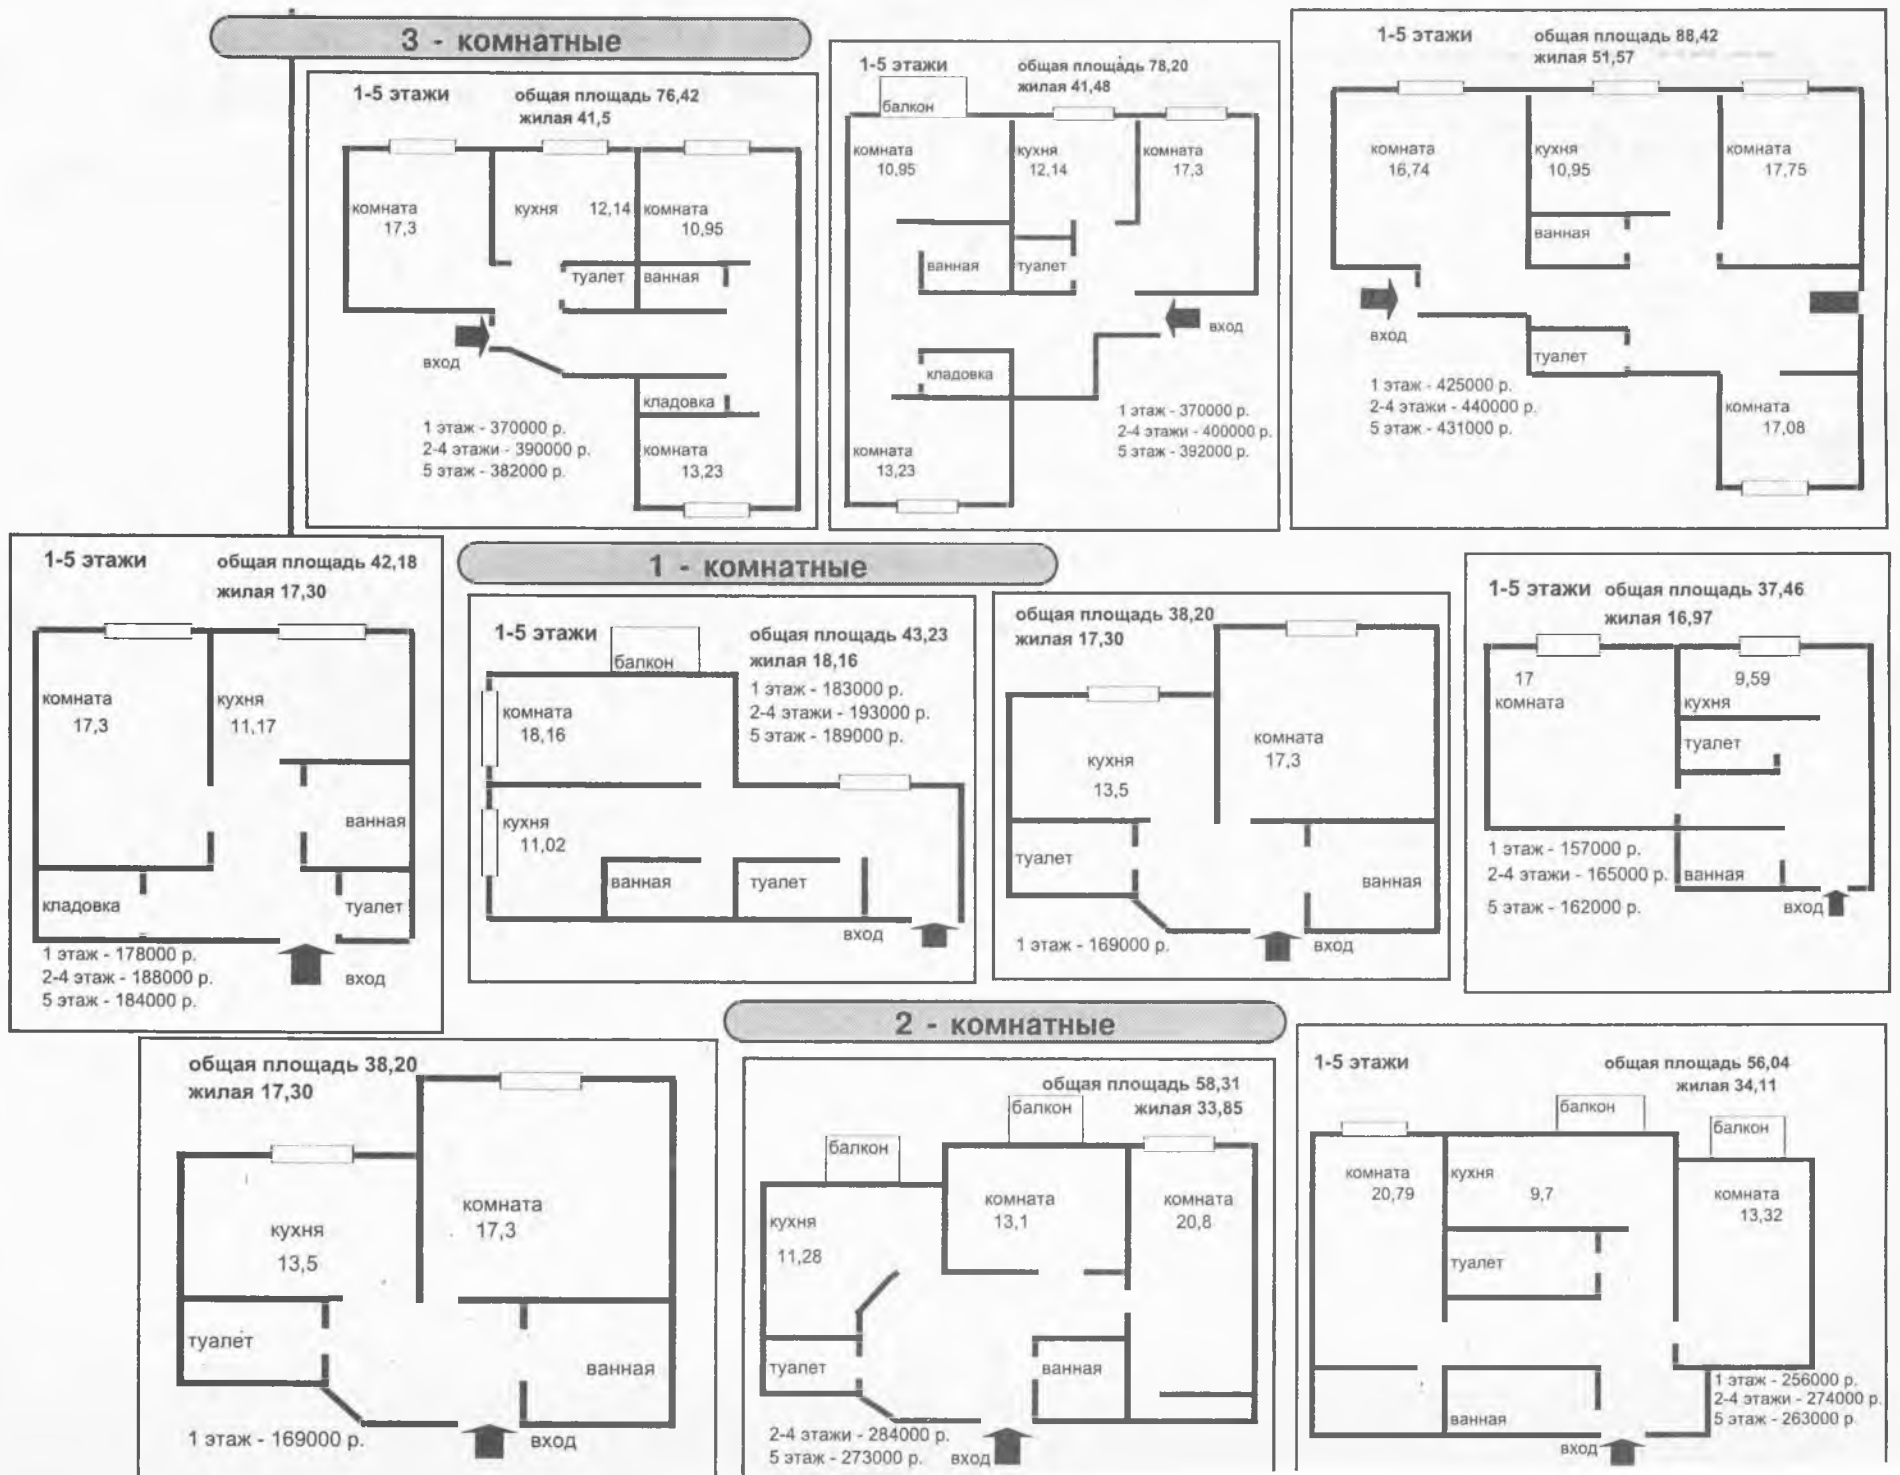 3 - комнатные
1-5 этажи
общая площадь 76,42
жилая 41,5
комната
17,3
кухня 12,14
комната
10,95
туалет
ванная
вход
кладовка
комната
13,23
1 этаж - 370000 р.
2-4 этажи - 390000 р.
5 этаж - 382000 р.
1-5 этажи
общая площадь 78,20
жилая 41,48
балкон
комната
10,95
кухня
12,14
комната
17,3
ванная
туалет
вход
кладовка
комната
13,23
1 этаж - 370000 р.
2-4 этажи - 400000 р.
5 этаж - 392000 р.
1-5 этажи
общая площадь 88,42
жилая 51,57
комната
16,74
кухня
10,95
комната
17,75
ванная
вход
туалет
комната
17,08
1 этаж - 425000 р.
2-4 этажи - 440000 р.
5 этаж - 431000 р.
1-5 этажи
общая площадь 42,18
жилая 17,30
комната
17,3
кухня
11,17
ванная
кладовка
туалет
1 этаж - 178000 р.
2-4 этаж - 188000 р.
5 этаж - 184000 р.
вход
1 - комнатные
1-5 этажи
балкон
общая площадь 43,23
жилая 18,16
1 этаж - 183000 р.
2-4 этажи - 193000 р.
5 этаж - 189000 р.
комната
18,16
кухня
11,02
ванная
туалет
вход
общая площадь 38,20
жилая 17,30
кухня
13,5
комната
17,3
туалет
ванная
1 этаж - 169000 р.
вход
1-5 этажи
общая площадь 37,46
жилая 16,97
17
комната
9,59
кухня
туалет
ванная
1 этаж - 157000 р.
2-4 этажи - 165000 р.
5 этаж - 162000 р.
вход
2 - комнатные
общая площадь 38,20
жилая 17,30
кухня
13,5
комната
17,3
туалет
ванная
1 этаж - 169000 р.
вход
общая площадь 58,31
жилая 33,85
балкон
балкон
кухня
11,28
комната
13,1
комната
20,8
туалет
ванная
2-4 этажи - 284000 р.
5 этаж - 273000 р.
вход
1-5 этажи
общая площадь 56,04
жилая 34,11
балкон
балкон
комната
20,79
кухня
9,7
комната
13,32
туалет
ванная
1 этаж - 256000р.
2-4 этажи - 274000р.
5 этаж - 263000р.
вход